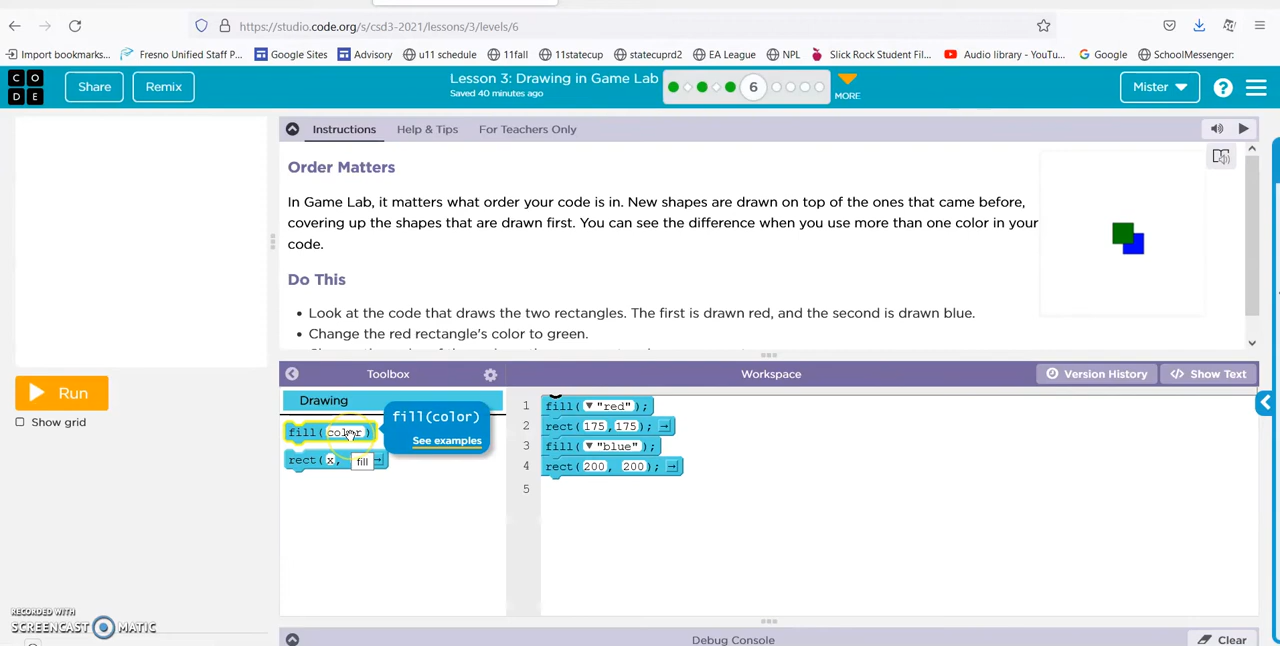 https://studio.code.org/s/csd3-2021/lessons/3/levels/6
Import bookmarks... Fresno Unified Staff P... Google Sites Advisory u11 schedule 11fall 11statecup statecuprd2 EA League NPL Slick Rock Student Fil... Audio library - YouTu... Google SchoolMessenger:
C O D E Share Remix Lesson 3: Drawing in Game Lab 6 MORE Mister ?
Saved 40 minutes ago
Instructions Help & Tips For Teachers Only
Order Matters
In Game Lab, it matters what order your code is in. New shapes are drawn on top of the ones that came before,
covering up the shapes that are drawn first. You can see the difference when you use more than one color in your
code.
Do This
• Look at the code that draws the two rectangles. The first is drawn red, and the second is drawn blue.
• Change the red rectangle's color to green.
Run
Show grid
Toolbox Workspace Version History </> Show Text
Drawing
fill(color)
rect(x,
fill(color)
See examples
fill
1 fill( ▼ "red");
2 rect(175,175);
3 fill( ▼ "blue");
4 rect(200, 200);
5
RECORDED WITH
SCREENCAST MATIC
Debug Console Clear